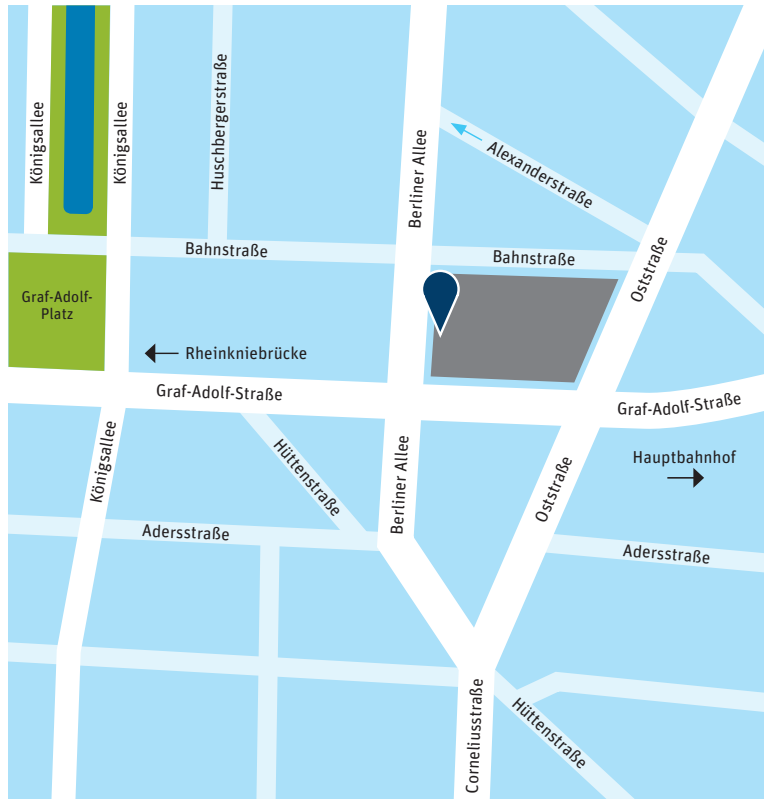 Königsallee
Königsallee
Huschbergerstraße
Berliner Allee
Alexanderstraße
Bahnstraße
Bahnstraße
Oststraße
Graf-Adolf-
Platz
Rheinkniebrücke
Graf-Adolf-Straße
Graf-Adolf-Straße
Königsallee
Hüttenstraße
Berliner Allee
Oststraße
Hauptbahnhof
Adersstraße
Adersstraße
Corneliusstraße
Hüttenstraße